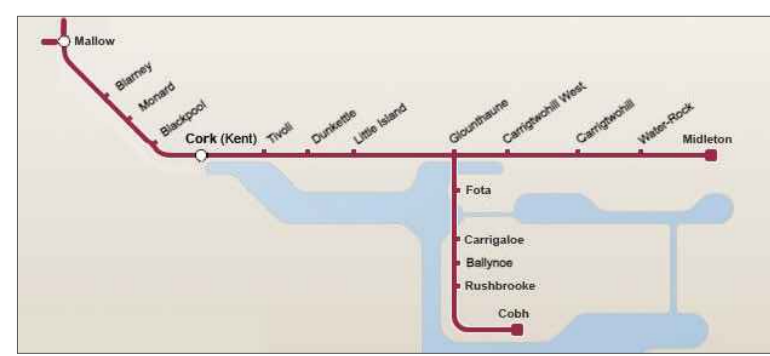 Mallow
Blarney
Monard
Blackpool
Cork (Kent)
Tivoli
Dunkettle
Little Island
Glounthaune
Carrigtwohill West
Carrigtwohill
Water-Rock
Midleton
Fota
Carrigaloe
Ballynoe
Rushbrooke
Cobh